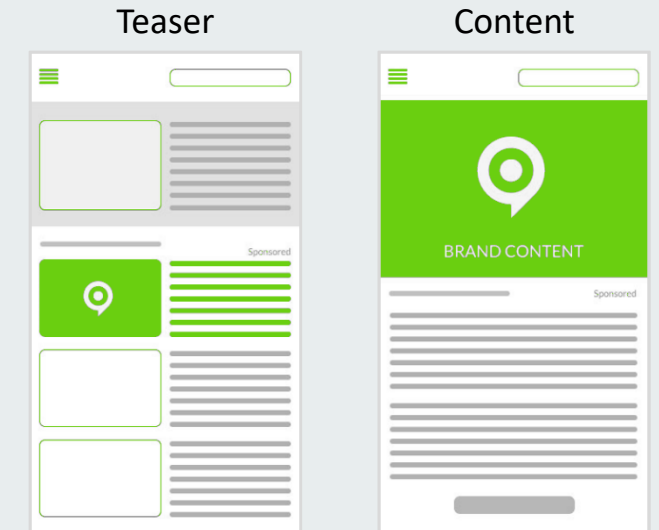 Teaser
Content
Sponsored
BRAND CONTENT
Sponsored